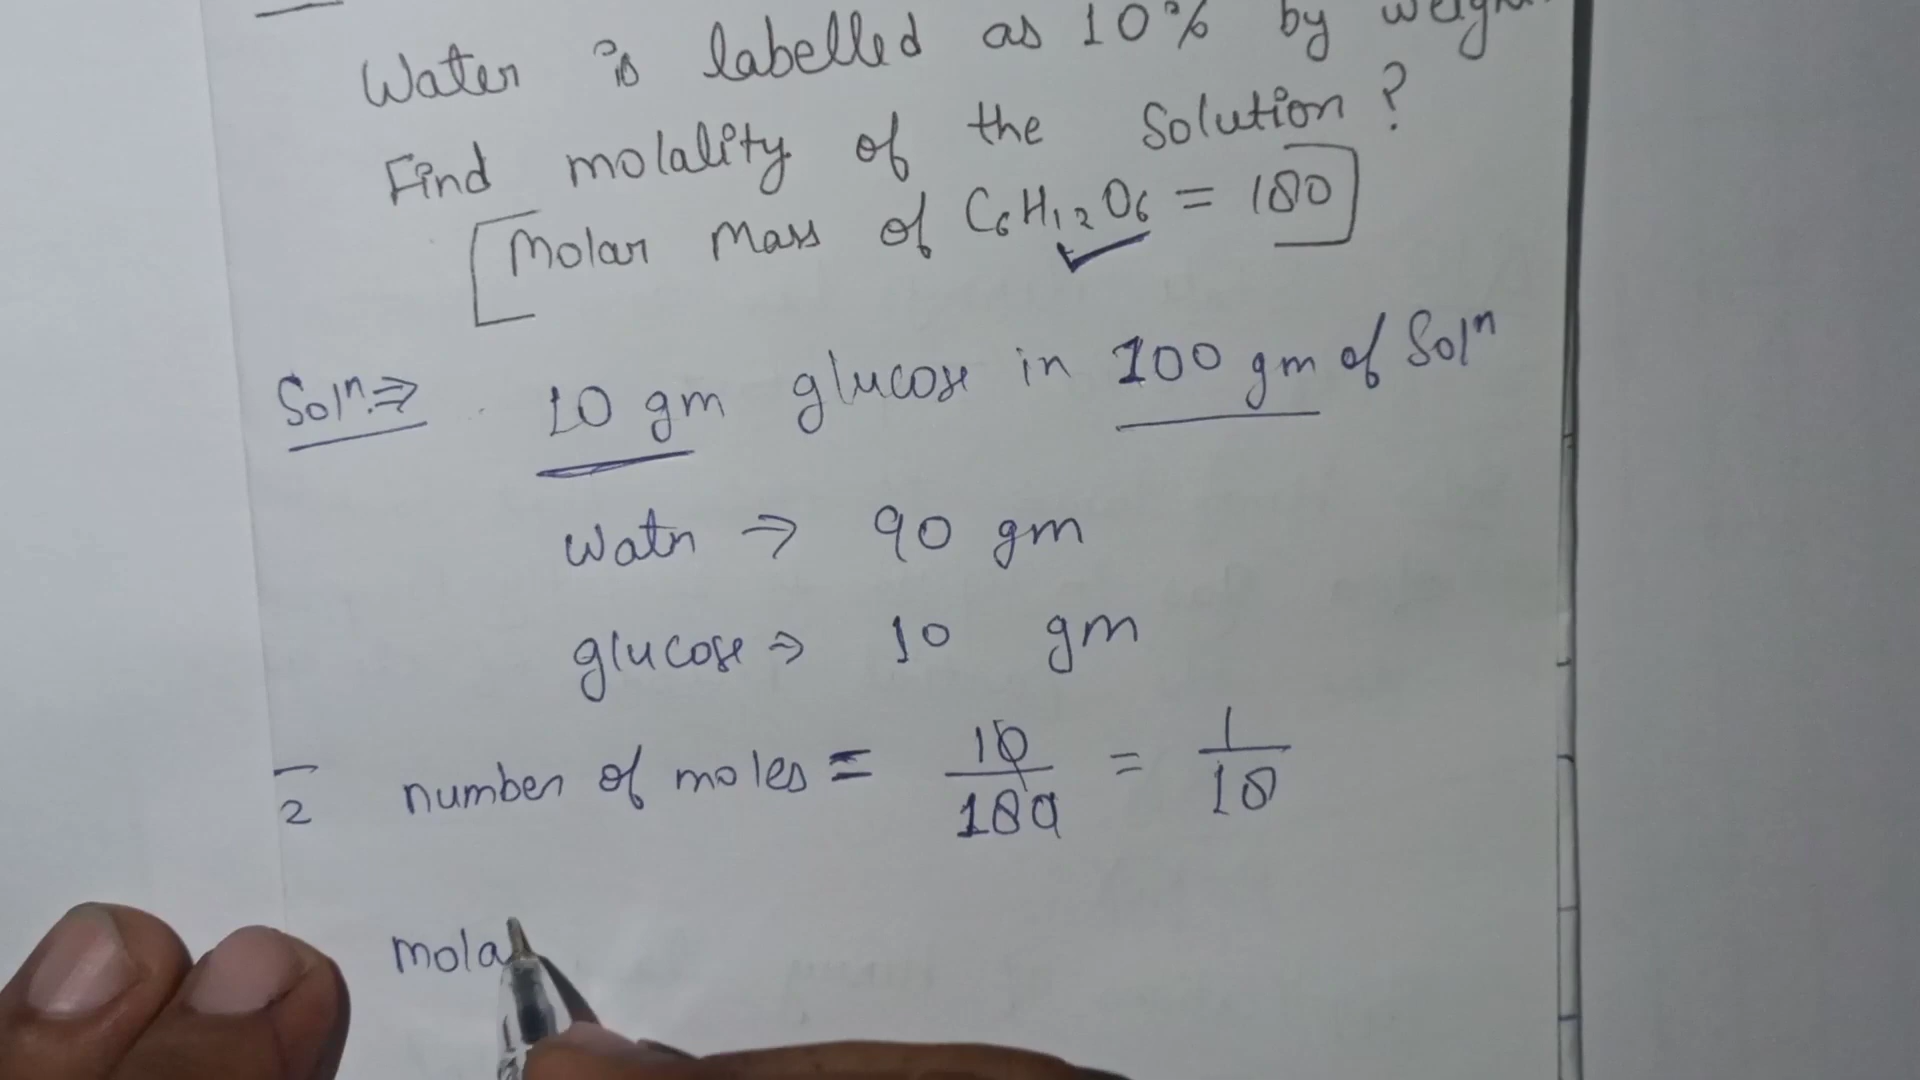 Water is labelled as 10% by weigh
Find molality of the Solution?
[Molar Mass of C6H12O6 = 180]
Solⁿ.⇒ 10 gm glucose in 100 gm of Solⁿ
Watr ⇒ 90 gm
glucose ⇒ 10 gm
2 number of moles = 10/180 = 1/18
mola